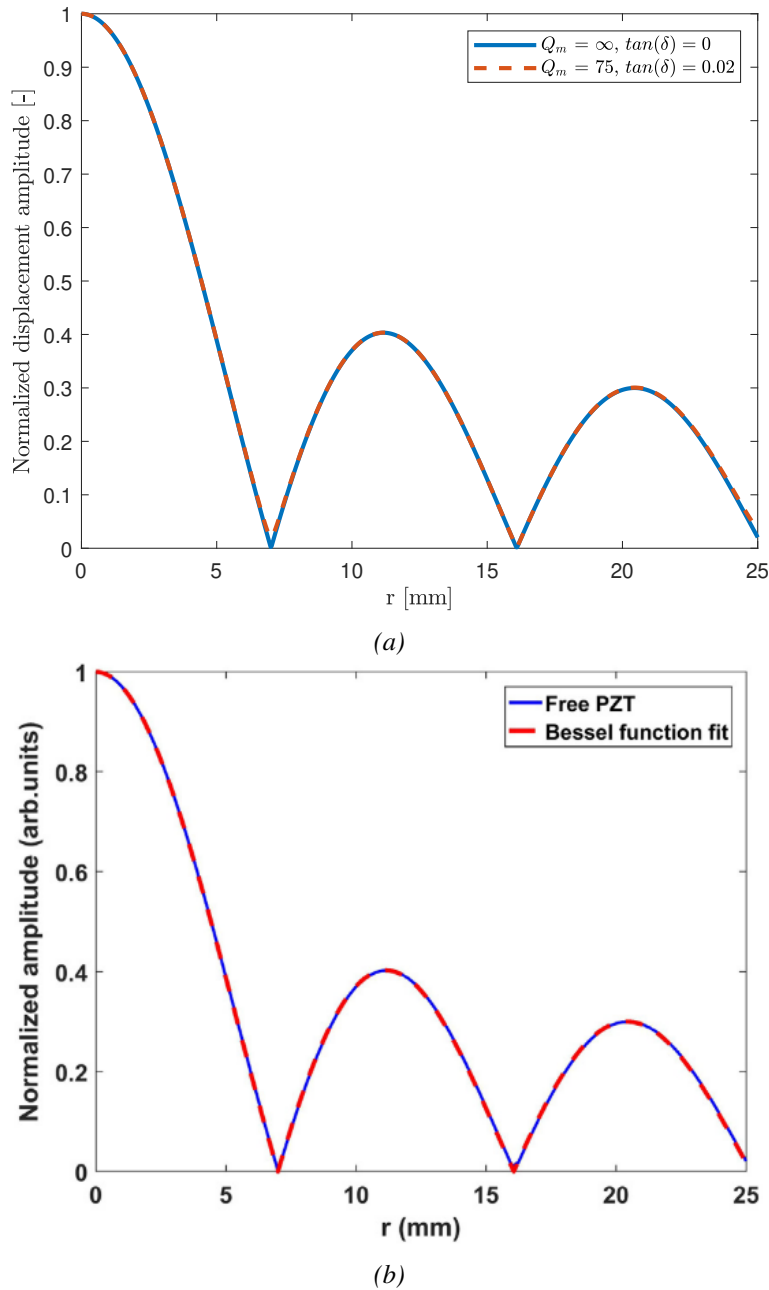 1
0.9
0.8
0.7
0.6
0.5
0.4
0.3
0.2
0.1
0
Normalized displacement amplitude [-]
Q_m = ∞, tan(δ) = 0
Q_m = 75, tan(δ) = 0.02
0 5 10 15 20 25
r [mm]
(a)
1
0.8
0.6
0.4
0.2
0
Normalized amplitude (arb.units)
Free PZT
Bessel function fit
0 5 10 15 20 25
r (mm)
(b)